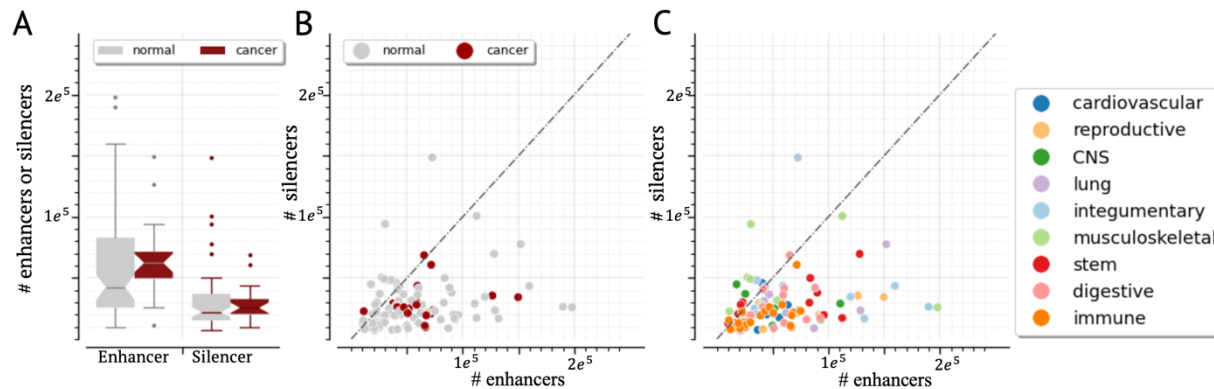 A
B
C
normal
cancer
normal
cancer
# enhancers or silencers
2e⁵
1e⁵
Enhancer
Silencer
# silencers
2e⁵
1e⁵
1e⁵
2e⁵
# enhancers
# silencers
2e⁵
1e⁵
1e⁵
2e⁵
# enhancers
cardiovascular
reproductive
CNS
lung
integumentary
musculoskeletal
stem
digestive
immune